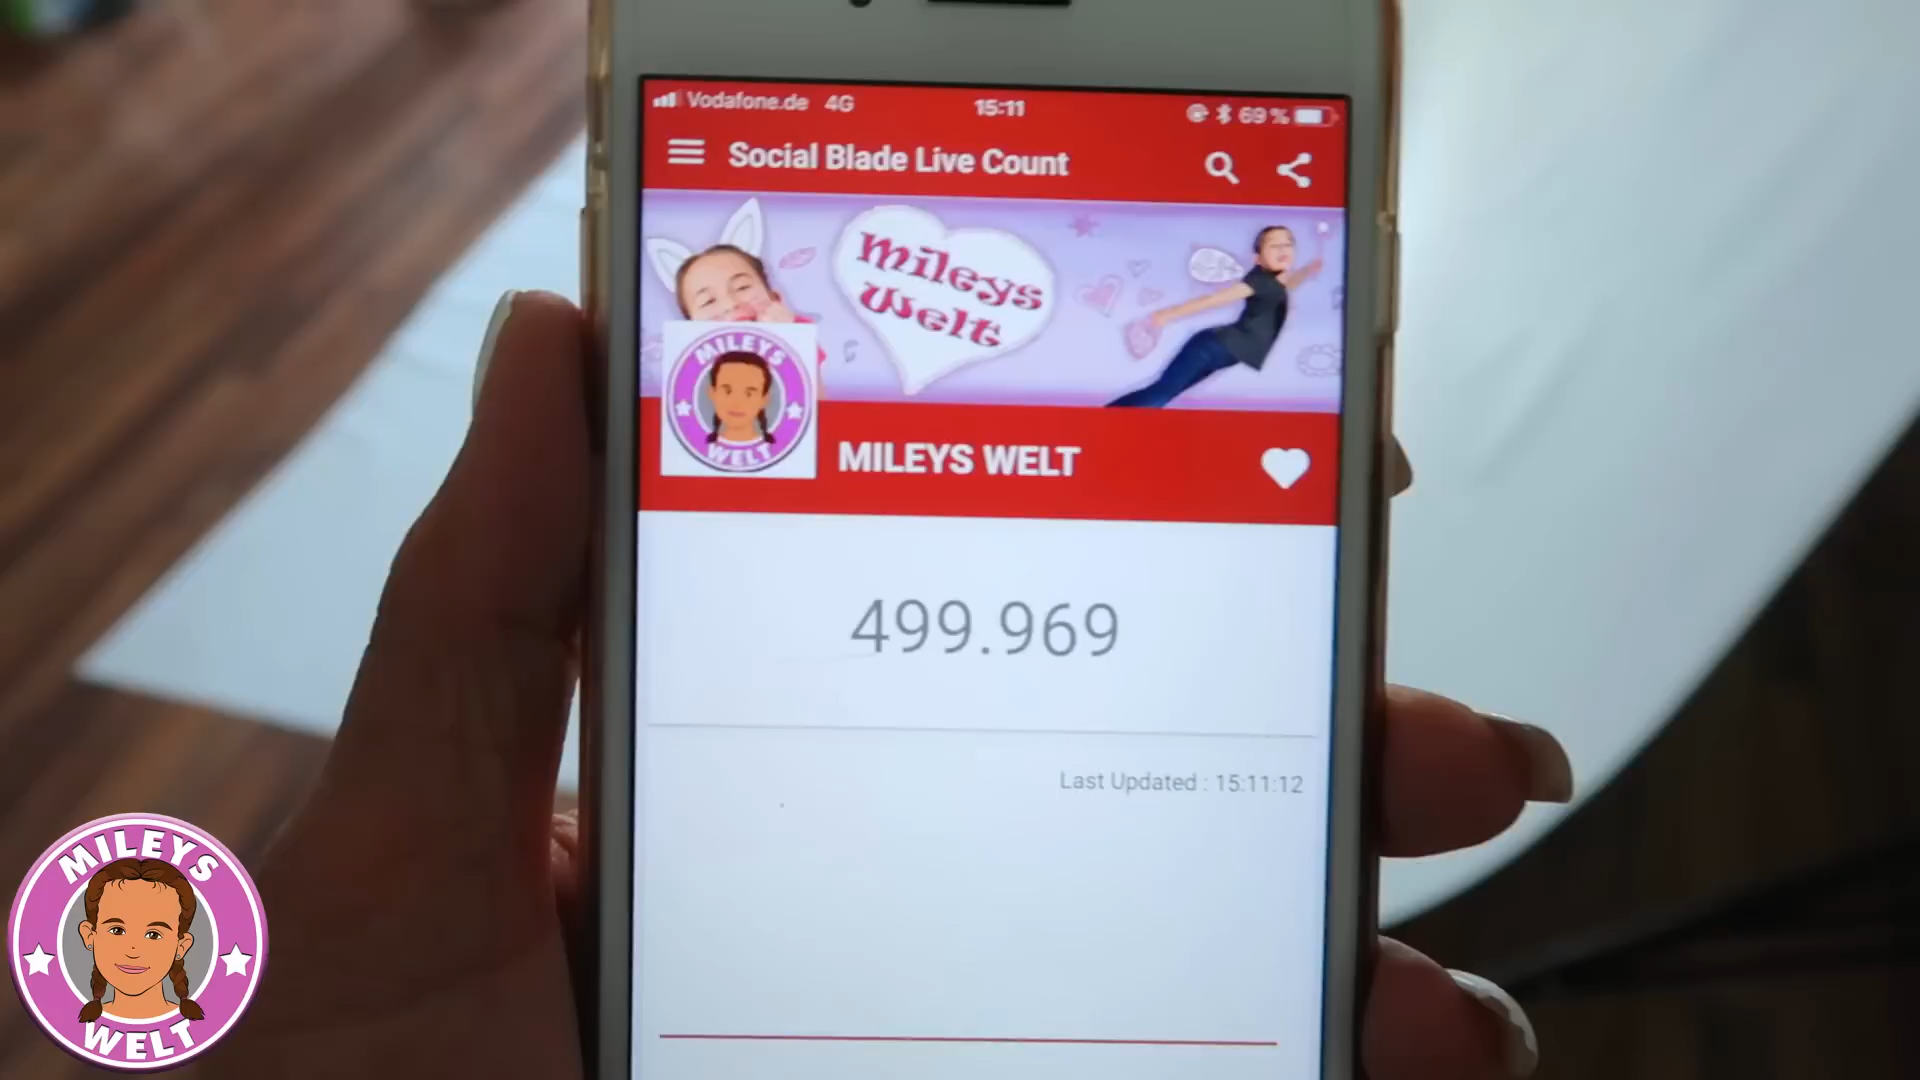 Vodafone.de 4G 15:11 69 %
Social Blade Live Count
Mileys
Welt
MILEYS
WELT
MILEYS WELT
499.969
Last Updated : 15:11:12
MILEYS
WELT